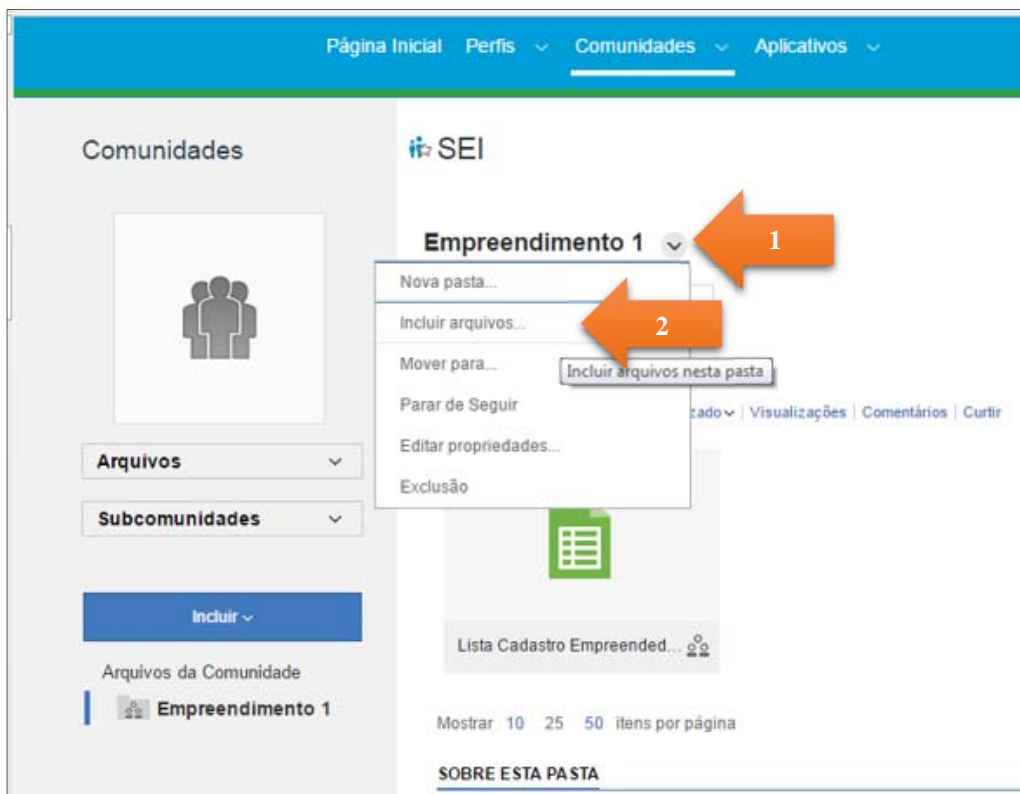 Página Inicial Perfis Comunidades Aplicativos
Comunidades
SEI
Empreendimento 1
1
Nova pasta...
Incluir arquivos...
2
Mover para...
Incluir arquivos nesta pasta
Parar de Seguir
zado | Visualizações | Comentários | Curtir
Editar propriedades...
Exclusão
Arquivos
Subcomunidades
Incluir
Lista Cadastro Empreended...
Arquivos da Comunidade
Empreendimento 1
Mostrar 10 25 50 itens por página
SOBRE ESTA PASTA